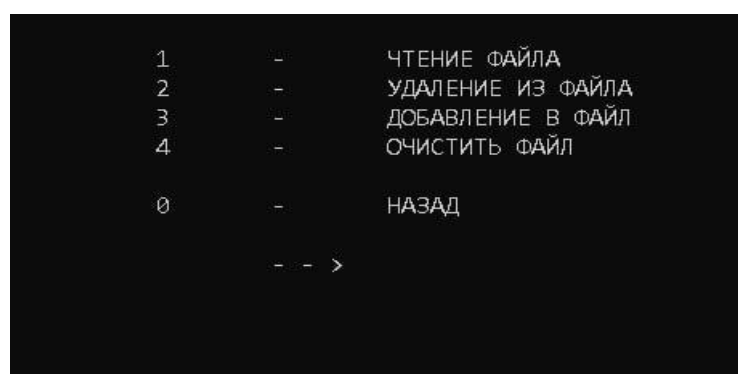 1 - ЧТЕНИЕ ФАЙЛА
2 - УДАЛЕНИЕ ИЗ ФАЙЛА
3 - ДОБАВЛЕНИЕ В ФАЙЛ
4 - ОЧИСТИТЬ ФАЙЛ
0 - НАЗАД
- - >